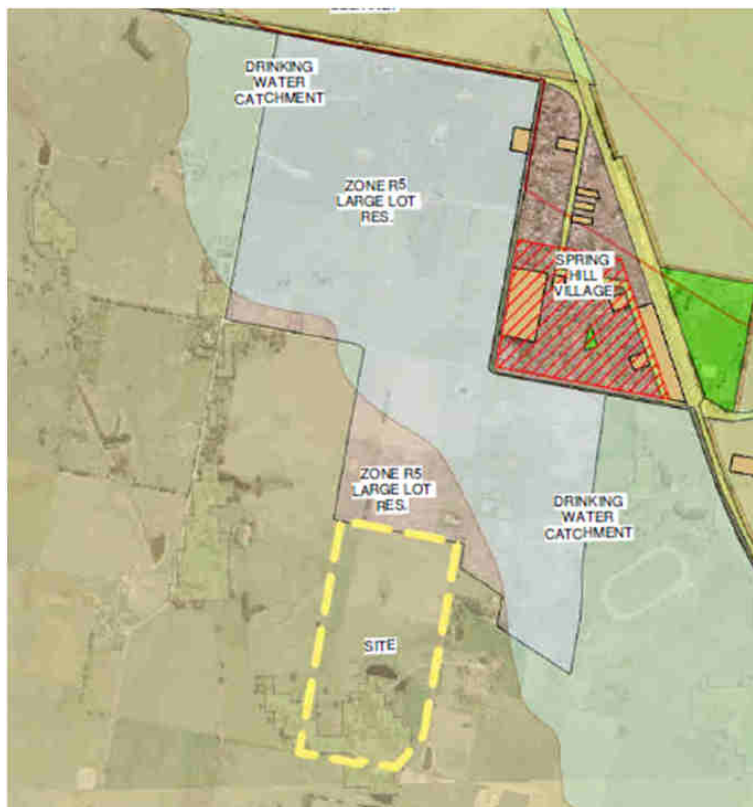 DRINKING
WATER
CATCHMENT
ZONE R5
LARGE LOT
RES.
SPRING
HILL
VILLAGE
ZONE R5
LARGE LOT
RES.
DRINKING
WATER
CATCHMENT
SITE